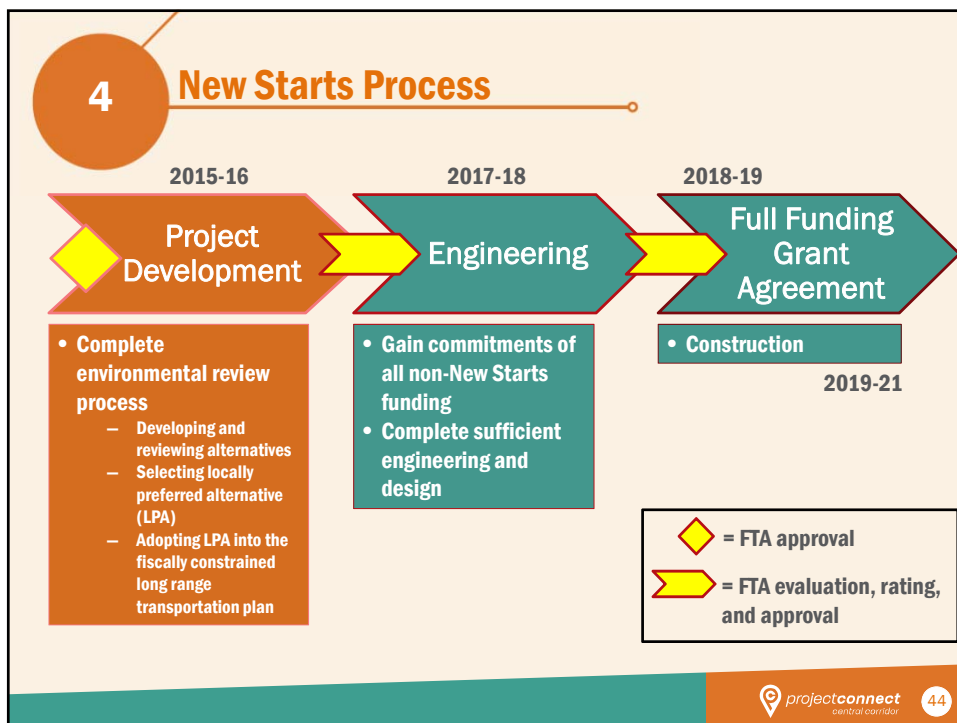 4
New Starts Process
2015-16
2017-18
2018-19
Project
Development
Engineering
Full Funding
Grant
Agreement
• Complete
environmental review
process
— Developing and
reviewing alternatives
— Selecting locally
preferred alternative
(LPA)
— Adopting LPA into the
fiscally constrained
long range
transportation plan
• Gain commitments of
all non-New Starts
funding
• Complete sufficient
engineering and
design
• Construction
2019-21
= FTA approval
= FTA evaluation, rating,
and approval
projectconnect
central corridor
44